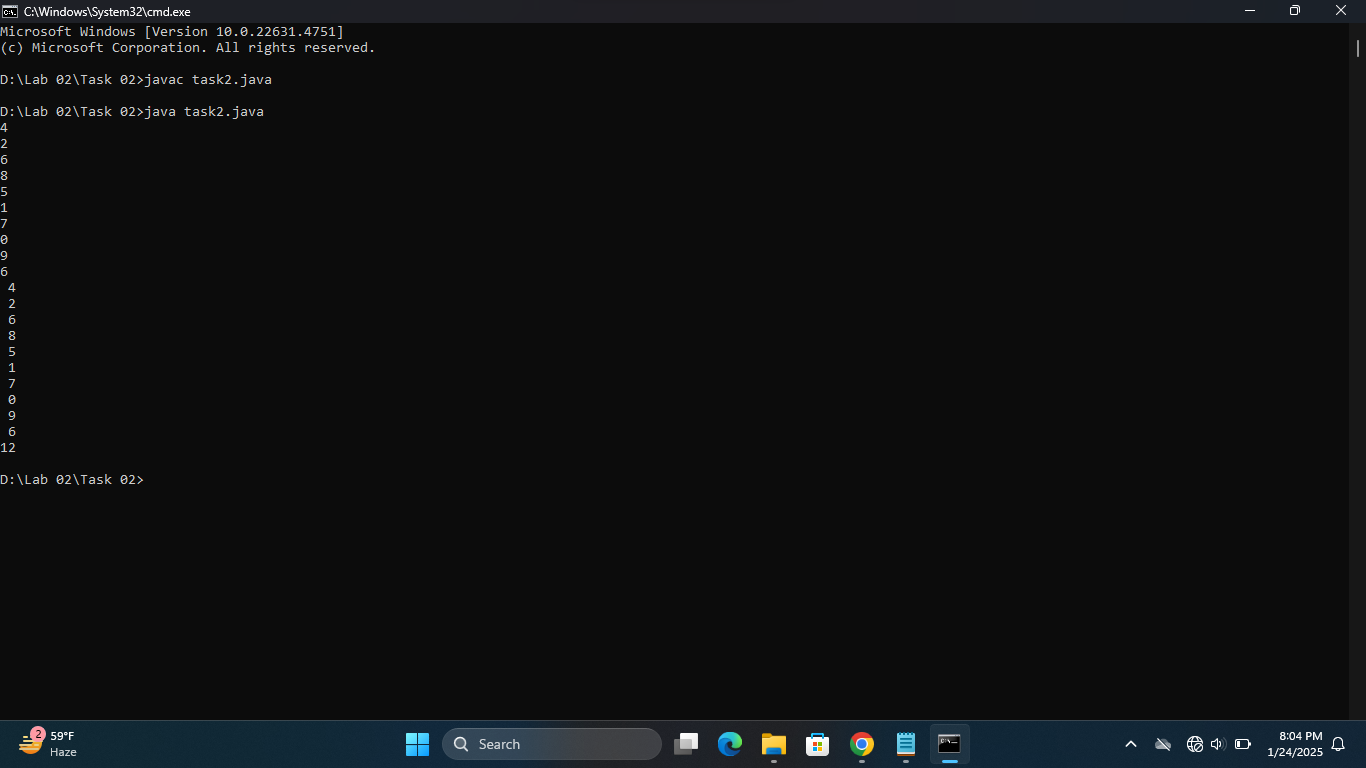 C:\Windows\System32\cmd.exe
Microsoft Windows [Version 10.0.22631.4751]
(c) Microsoft Corporation. All rights reserved.
D:\Lab 02\Task 02>javac task2.java
D:\Lab 02\Task 02>java task2.java
4
2
6
8
5
1
7
0
9
6
4
2
6
8
5
1
7
0
9
6
12
D:\Lab 02\Task 02>
2
59°F
Haze
Search
8:04 PM
1/24/2025